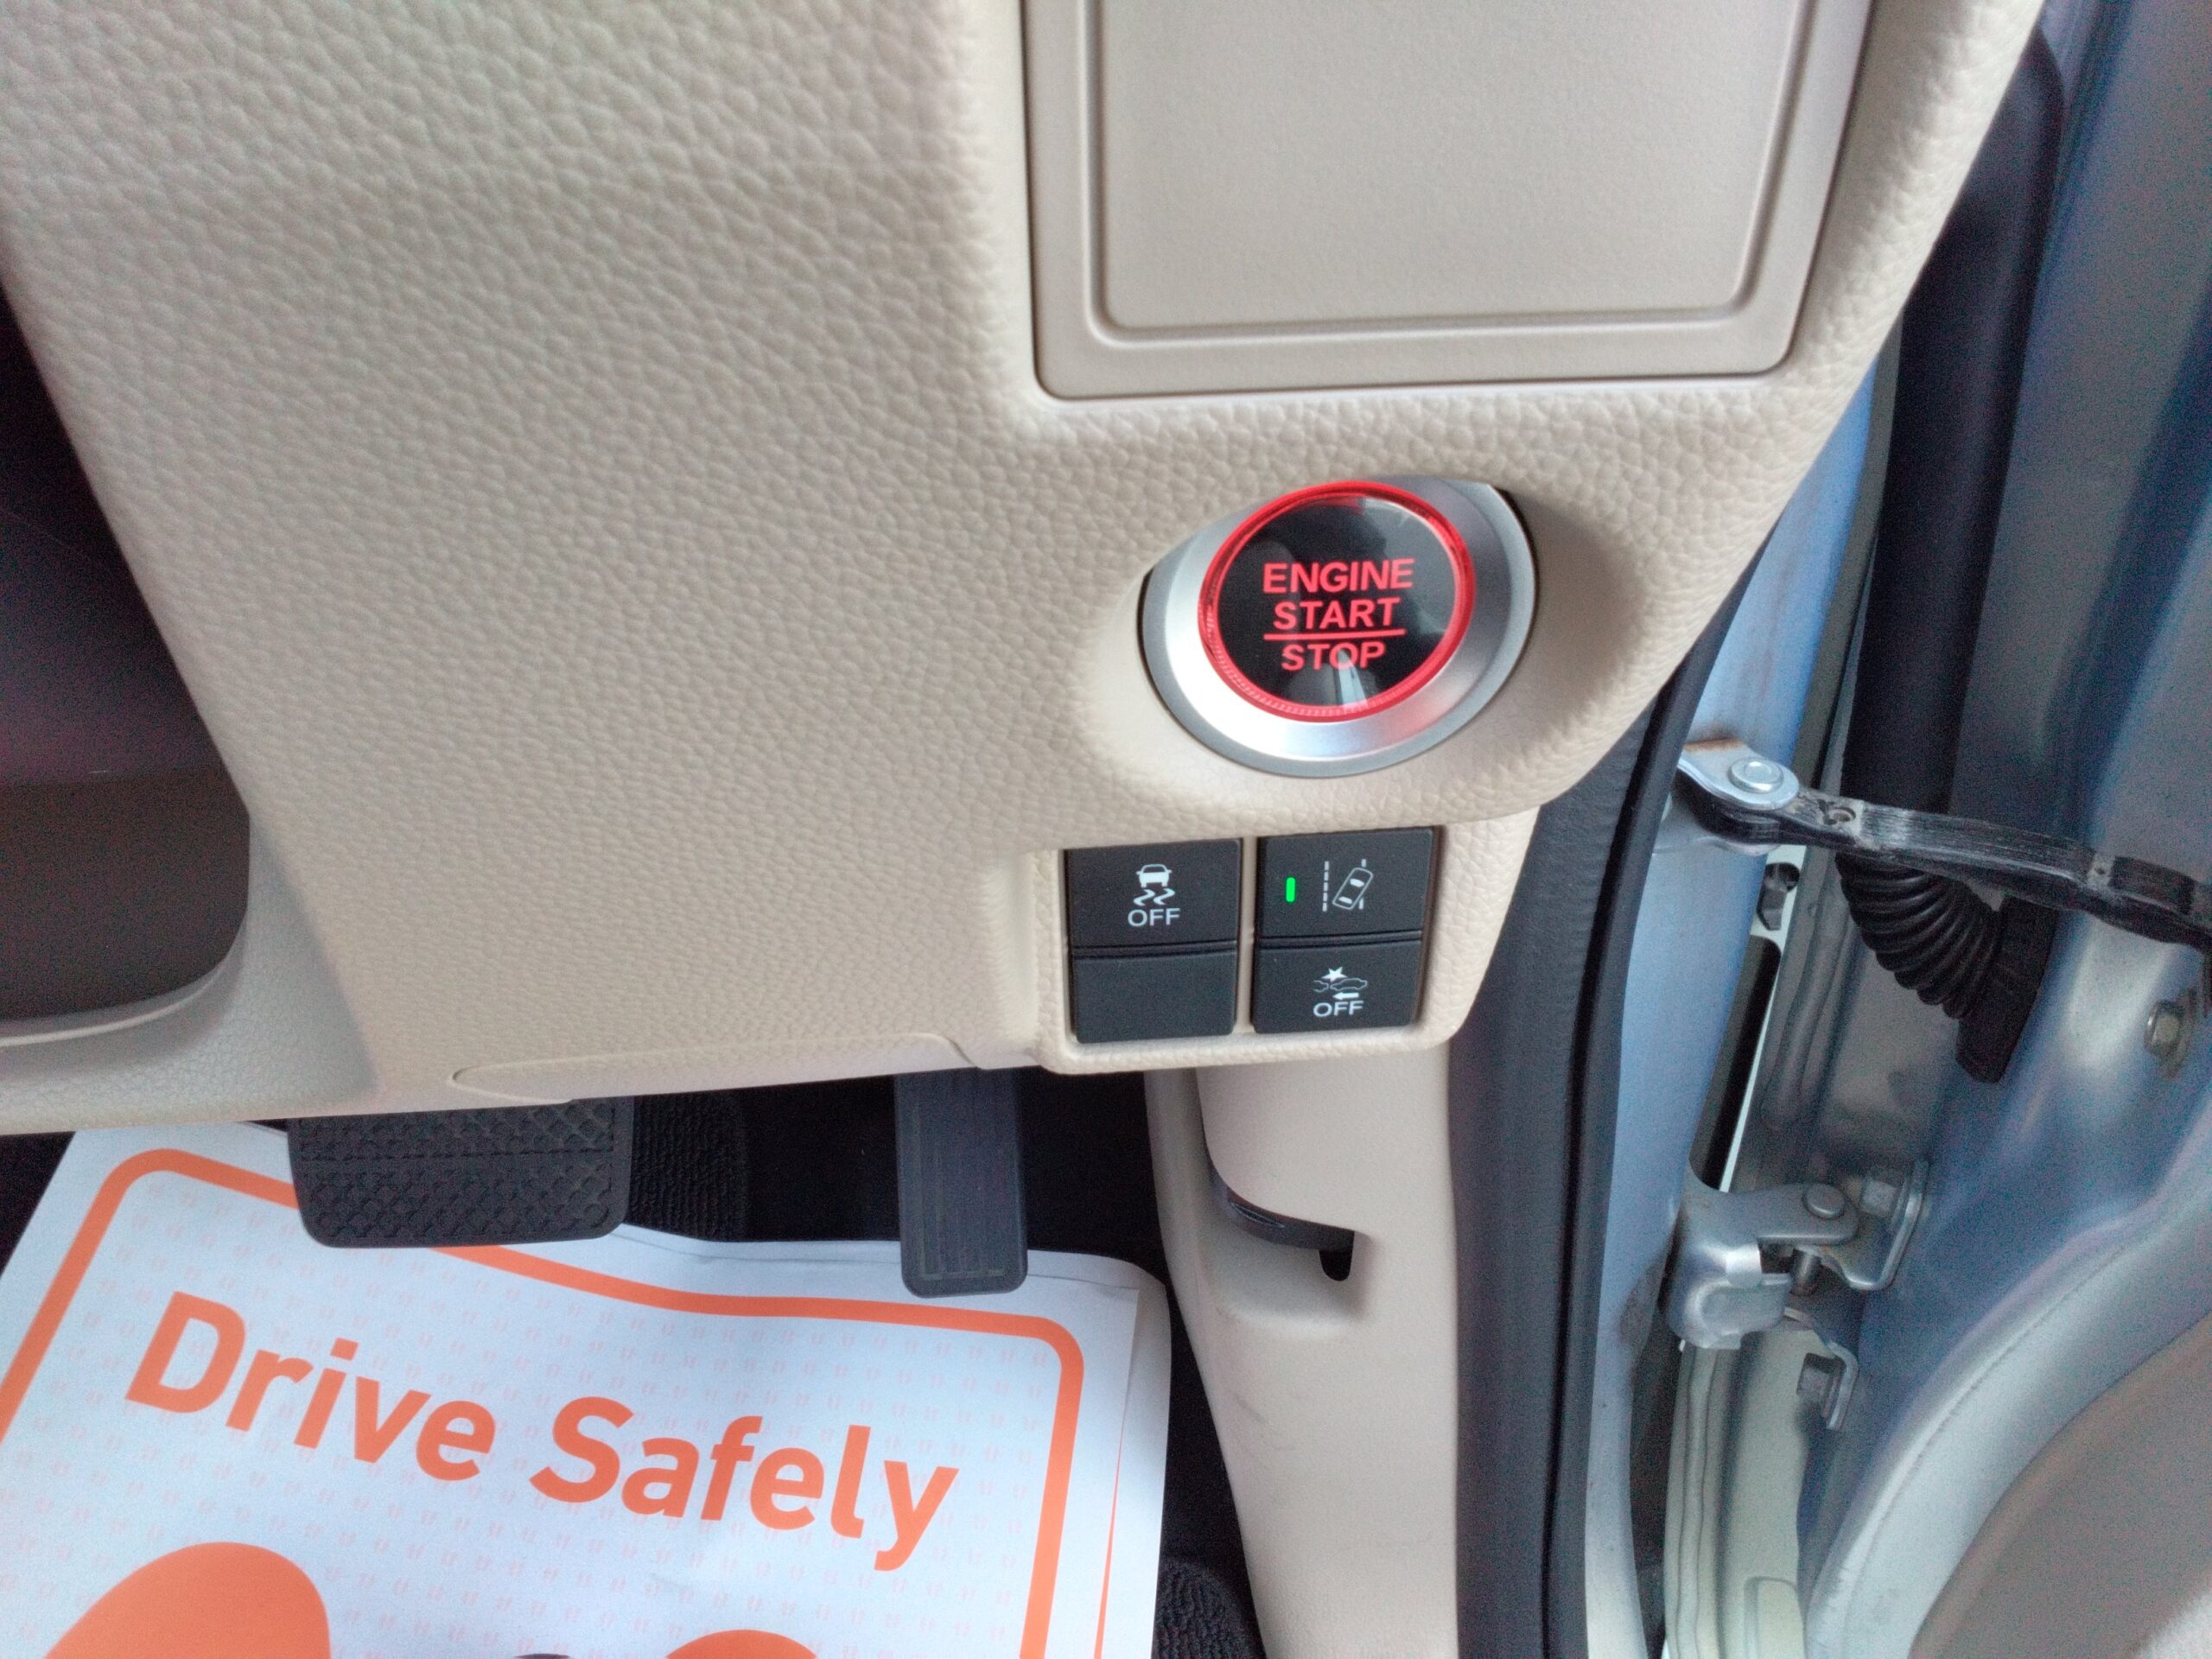 ENGINE
START
STOP
OFF
OFF
Drive Safely